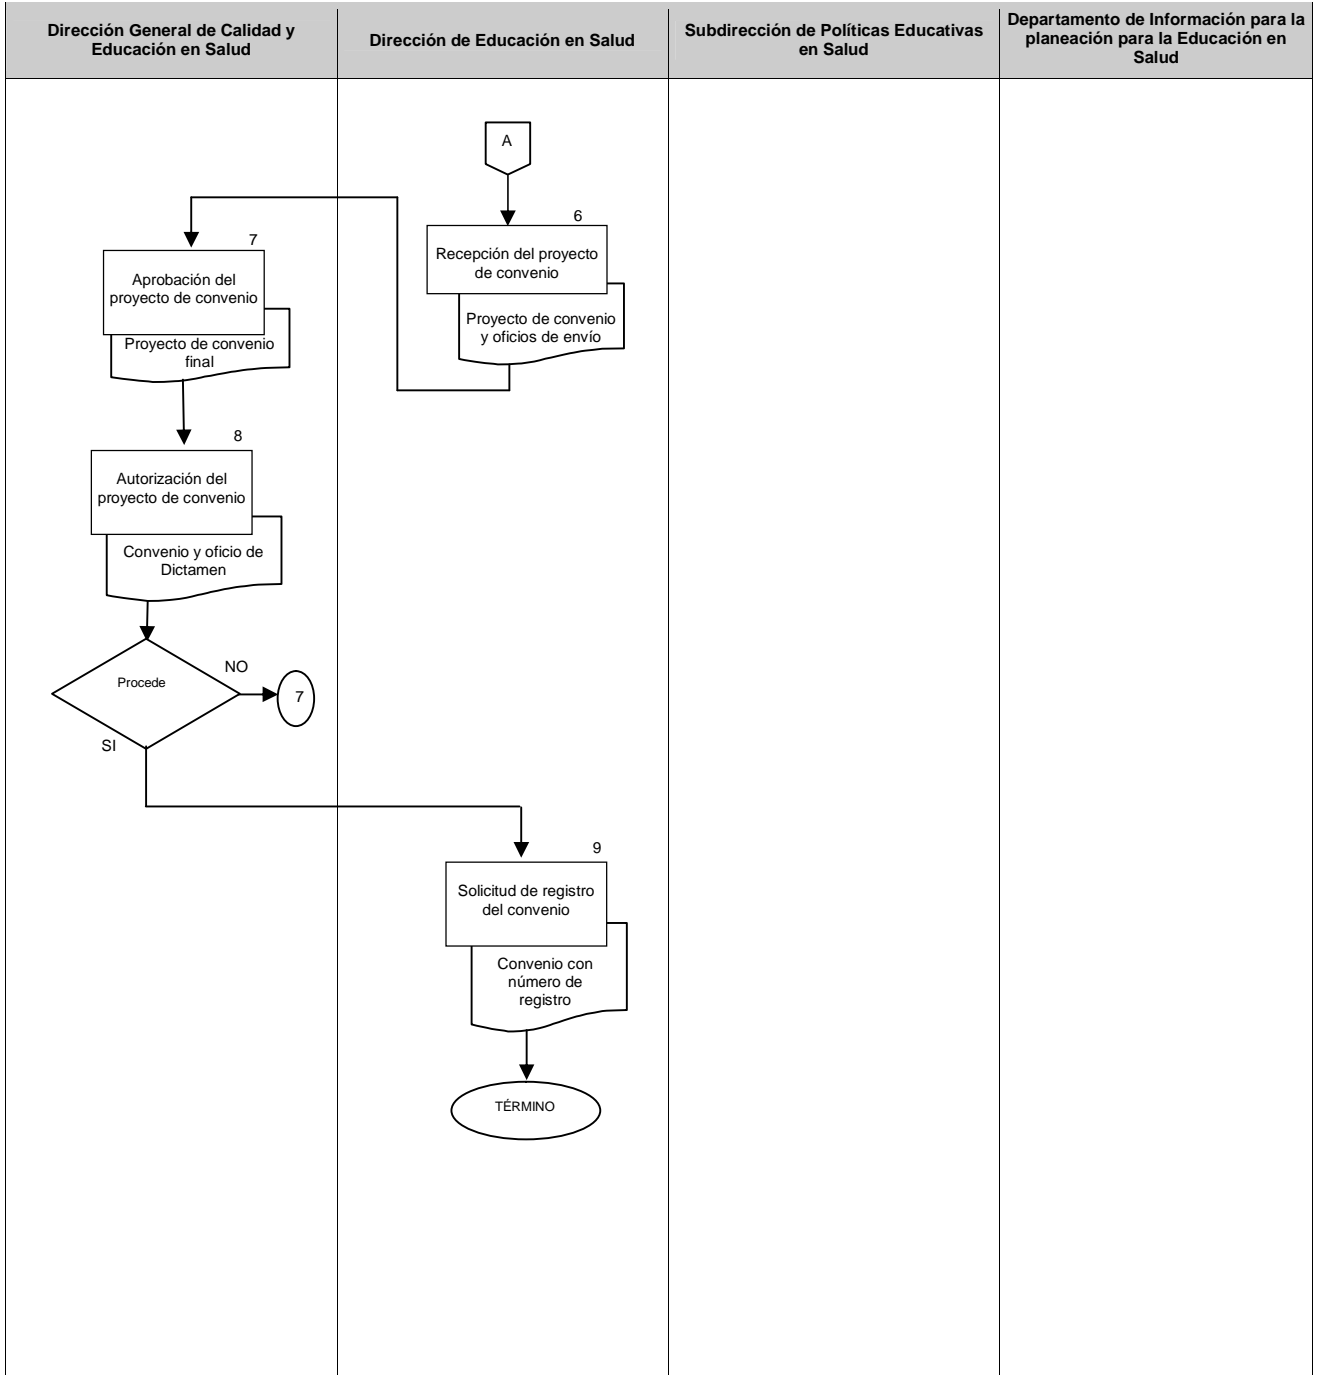 Dirección General de Calidad y
Educación en Salud
Dirección de Educación en Salud
Subdirección de Políticas Educativas
en Salud
Departamento de Información para la
planeación para la Educación en
Salud
A
6
Recepción del proyecto
de convenio
Proyecto de convenio
y oficios de envío
7
Aprobación del
proyecto de convenio
Proyecto de convenio
final
8
Autorización del
proyecto de convenio
Convenio y oficio de
Dictamen
Procede
NO
7
SI
9
Solicitud de registro
del convenio
Convenio con
número de
registro
TÉRMINO